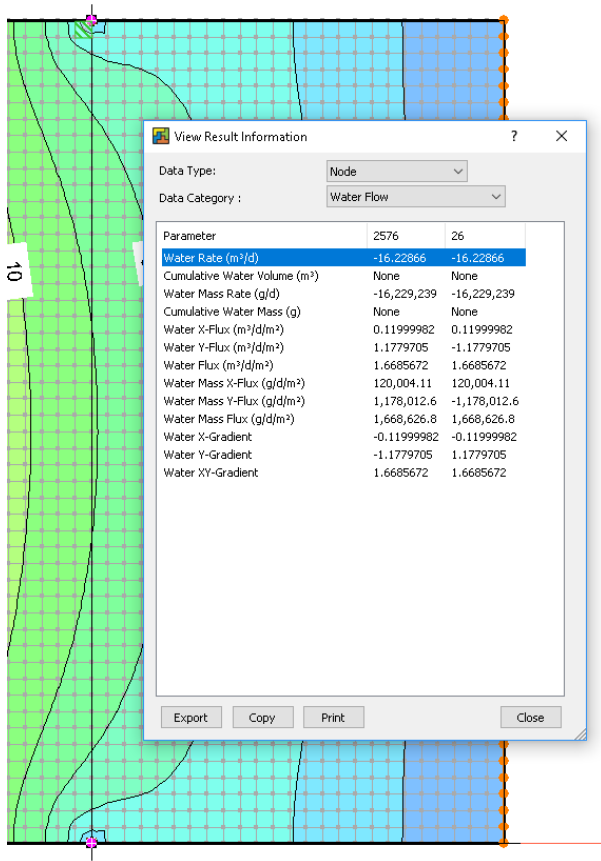 View Result Information ?
Data Type: Node
Data Category : Water Flow
Parameter 2576 26
Water Rate (m³/d) -16.22866 -16.22866
Cumulative Water Volume (m³) None None
Water Mass Rate (g/d) -16,229,239 -16,229,239
Cumulative Water Mass (g) None None
Water X-Flux (m³/d/m²) 0.11999982 0.11999982
Water Y-Flux (m³/d/m²) 1.1779705 -1.1779705
Water Flux (m³/d/m²) 1.6685672 1.6685672
Water Mass X-Flux (g/d/m²) 120,004.11 120,004.11
Water Mass Y-Flux (g/d/m²) 1,178,012.6 -1,178,012.6
Water Mass Flux (g/d/m²) 1,668,626.8 1,668,626.8
Water X-Gradient -0.11999982 -0.11999982
Water Y-Gradient -1.1779705 1.1779705
Water XY-Gradient 1.6685672 1.6685672
10
Export Copy Print Close